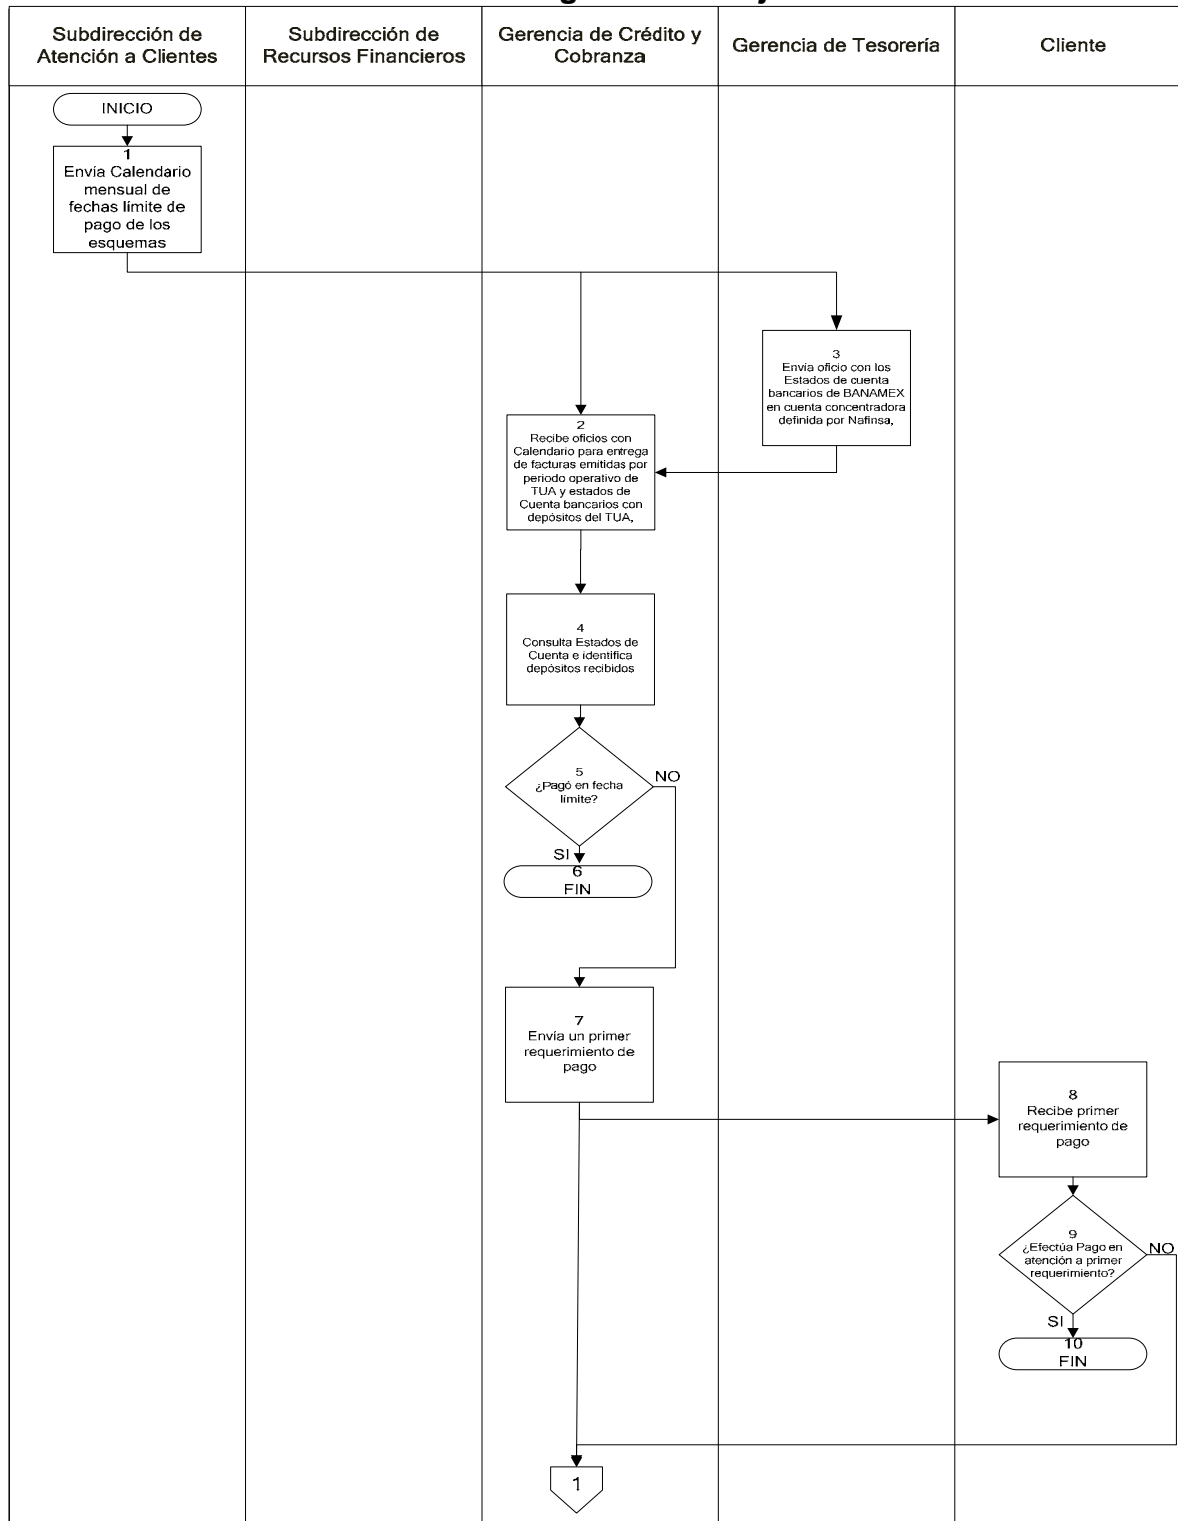 Subdirección de
Atención a Clientes
Subdirección de
Recursos Financieros
Gerencia de Crédito y
Cobranza
Gerencia de Tesorería
Cliente
INICIO
1
Envía Calendario
mensual de
fechas límite de
pago de los
esquemas
3
Envía oficio con los
Estados de cuenta
bancarios de BANAMEX
en cuenta concentradora
definida por Nafinsa,
2
Recibe oficios con
Calendario para entrega
de facturas emitidas por
periodo operativo de
TUA y estados de
Cuenta bancarios con
depósitos del TUA,
4
Consulta Estados de
Cuenta e identifica
depósitos recibidos
5
¿Pagó en fecha
límite?
NO
SI
6
FIN
7
Envía un primer
requerimiento de
pago
8
Recibe primer
requerimiento de
pago
9
¿Efectúa Pago en
atención a primer
requerimiento?
NO
SI
10
FIN
1